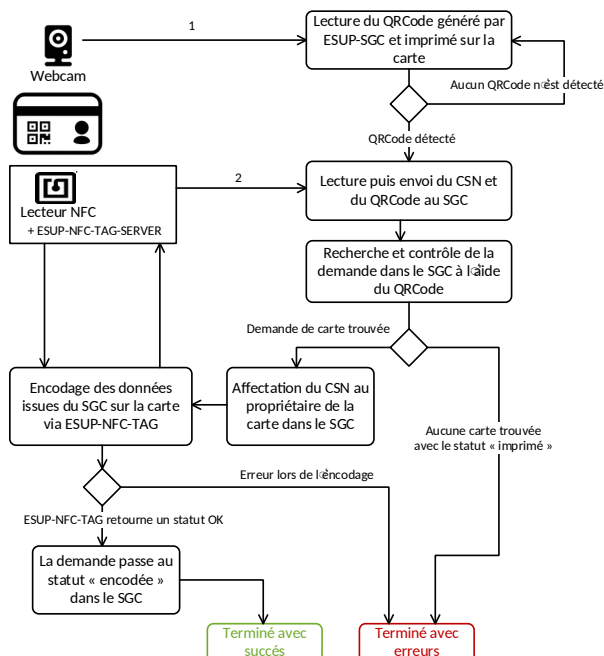 1
Lecture du QRCode généré par
ESUP-SGC et imprimé sur la
carte
Webcam
Aucun QRCode n'est détecté
QRCode détecté
2
Lecture puis envoi du CSN et
du QRCode au SGC
Lecteur NFC
+ ESUP-NFC-TAG-SERVER
Recherche et contrôle de la
demande dans le SGC à l'aide
du QRCode
Demande de carte trouvée
Encodage des données
issues du SGC sur la carte
via ESUP-NFC-TAG
Affectation du CSN au
propriétaire de la
carte dans le SGC
Aucune carte trouvée
avec le statut « imprimé »
Erreur lors de l'encodage
ESUP-NFC-TAG retourne un statut OK
La demande passe au
statut « encodée »
dans le SGC
Terminé avec
succés
Terminé avec
erreurs